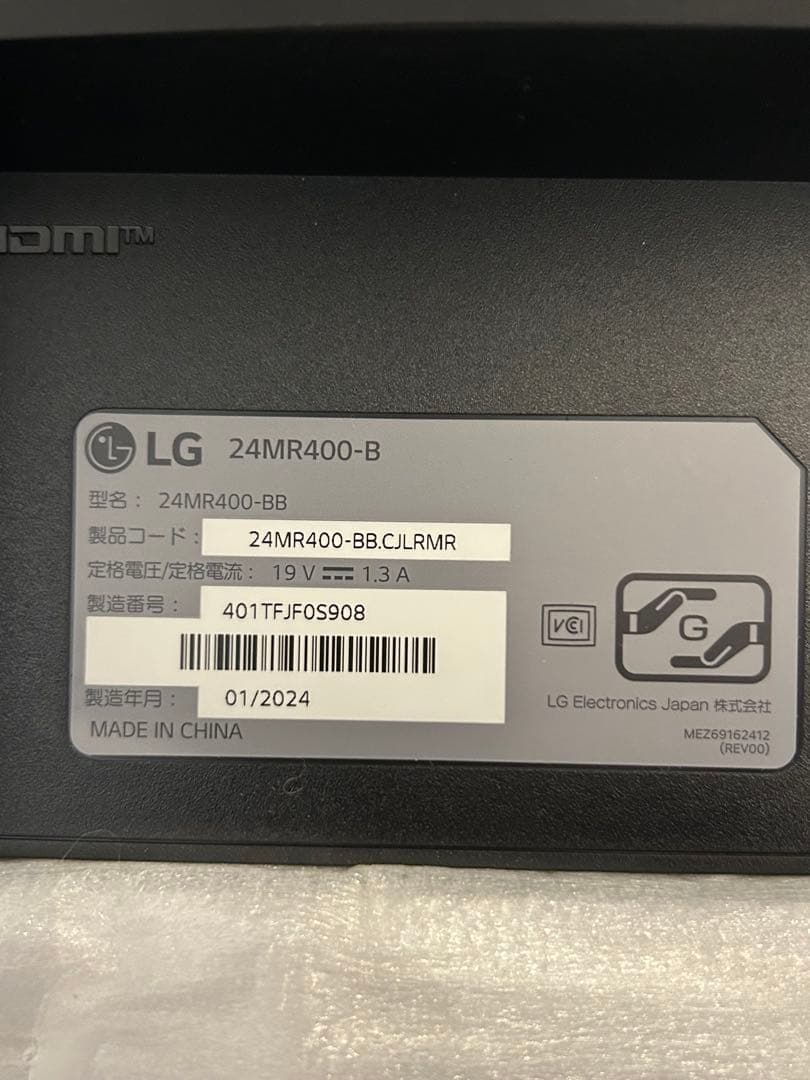 HDMI™
LG 24MR400-B
型名： 24MR400-BB
製品コード： 24MR400-BB.CJLRMR
定格電圧/定格電流： 19 V ⎓ 1.3 A
製造番号： 401TFJF0S908
製造年月： 01/2024
MADE IN CHINA
VCI
G
LG Electronics Japan 株式会社
MEZ69162412
(REV00)